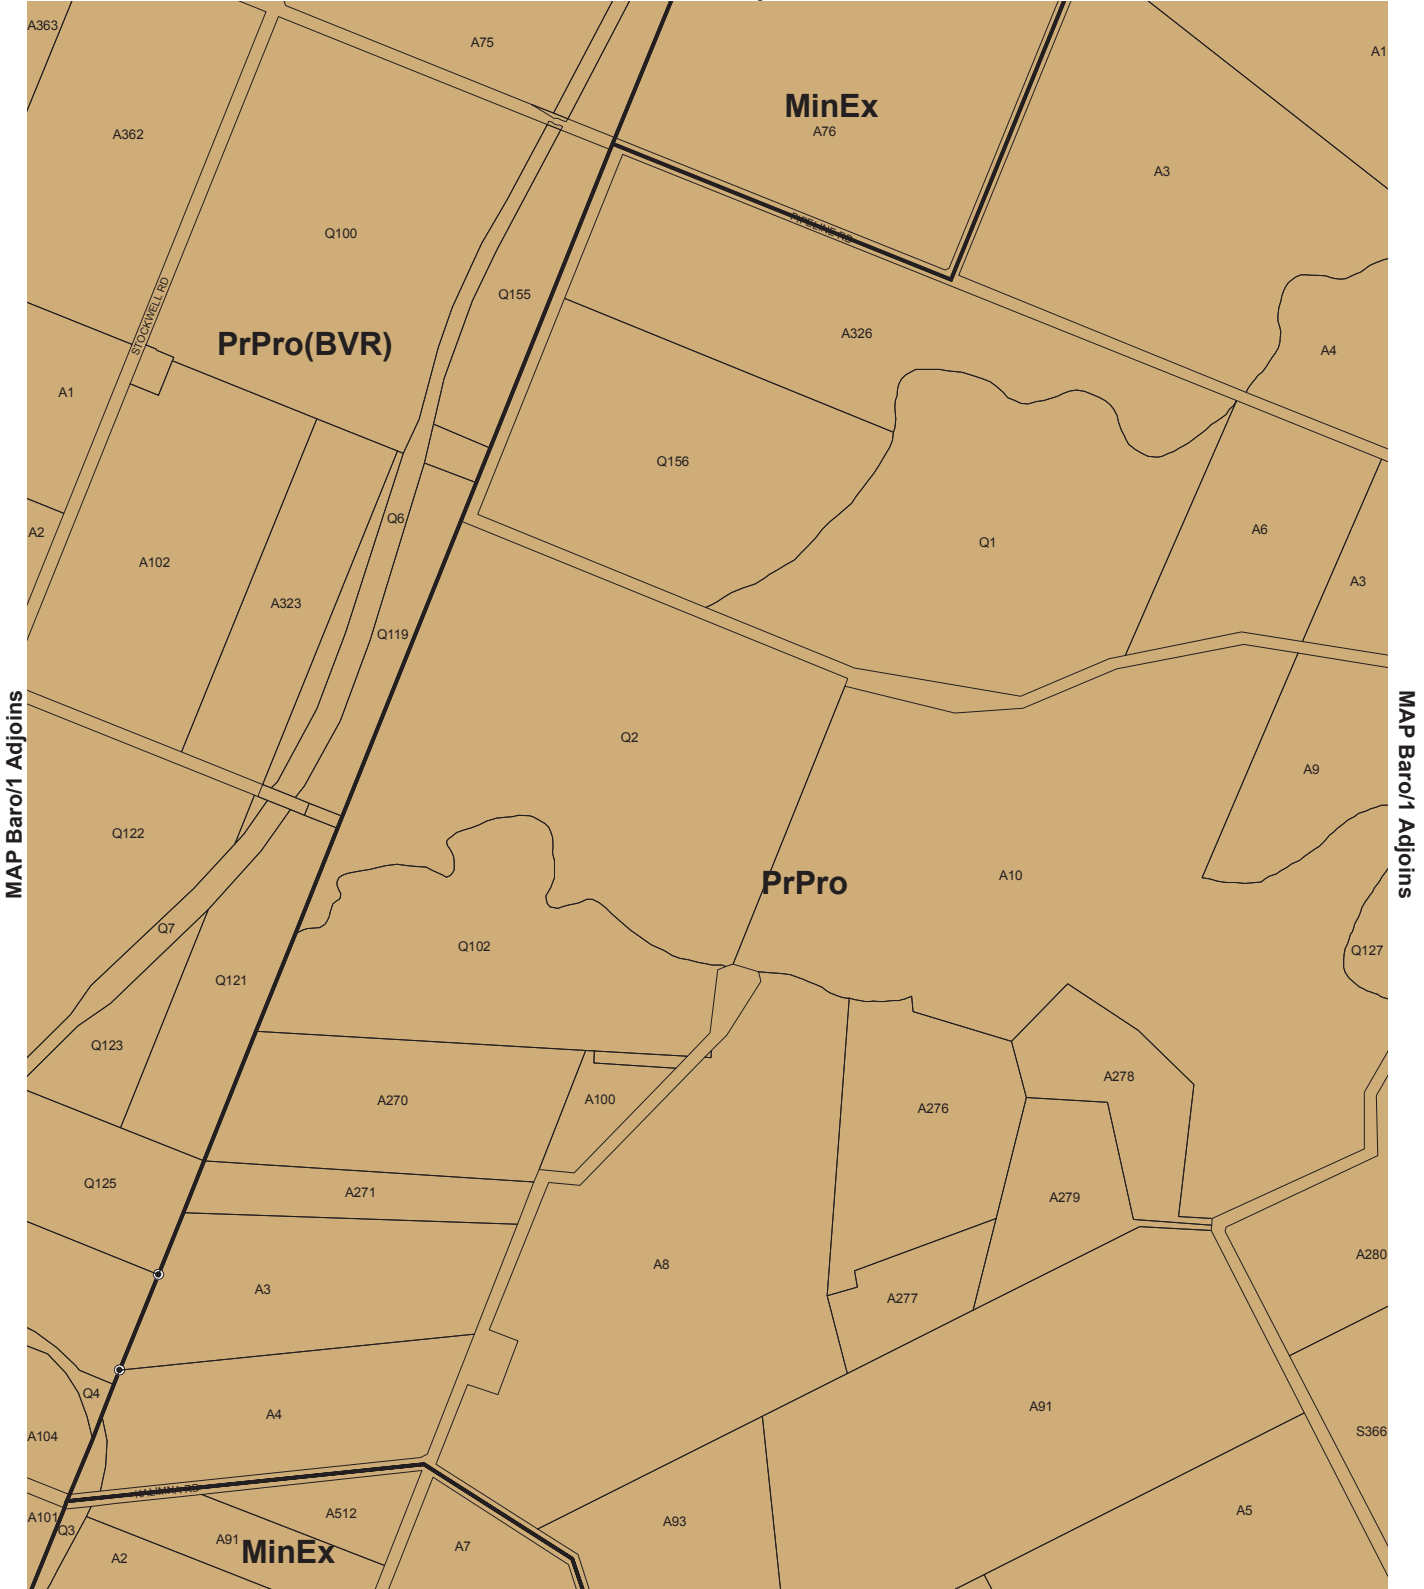 A363
A75
A1
MinEx
A76
A362
A3
Q100
PIPELINE RD
Q155
STOCKWELL RD
A326
PrPro(BVR)
A4
A1
Q156
Q6
A6
A2
Q1
A102
A3
A323
Q119
MAP Baro/1 Adjoins
MAP Baro/1 Adjoins
Q2
A9
Q122
PrPro
A10
Q7
Q102
Q127
Q121
Q123
A278
A270
A100
A276
Q125
A271
A279
A280
A8
A3
A277
Q4
A91
A4
S366
A104
KALIMNA RD
A5
A512
A101
A93
Q3
A91
A7
MinEx
A2